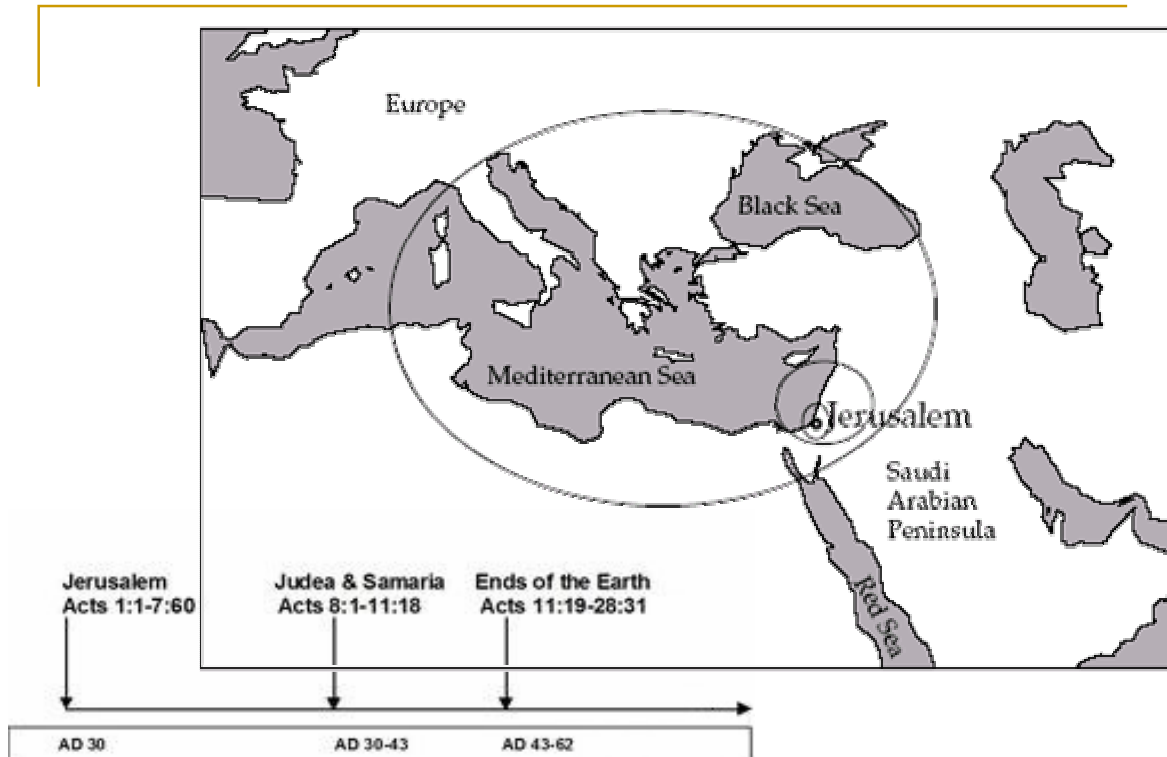 Europe
Black Sea
Mediterranean Sea
Jerusalem
Saudi
Arabian
Peninsula
Red Sea
Jerusalem
Acts 1:1-7:60
Judea & Samaria
Acts 8:1-11:18
Ends of the Earth
Acts 11:19-28:31
AD 30
AD 30-43
AD 43-62